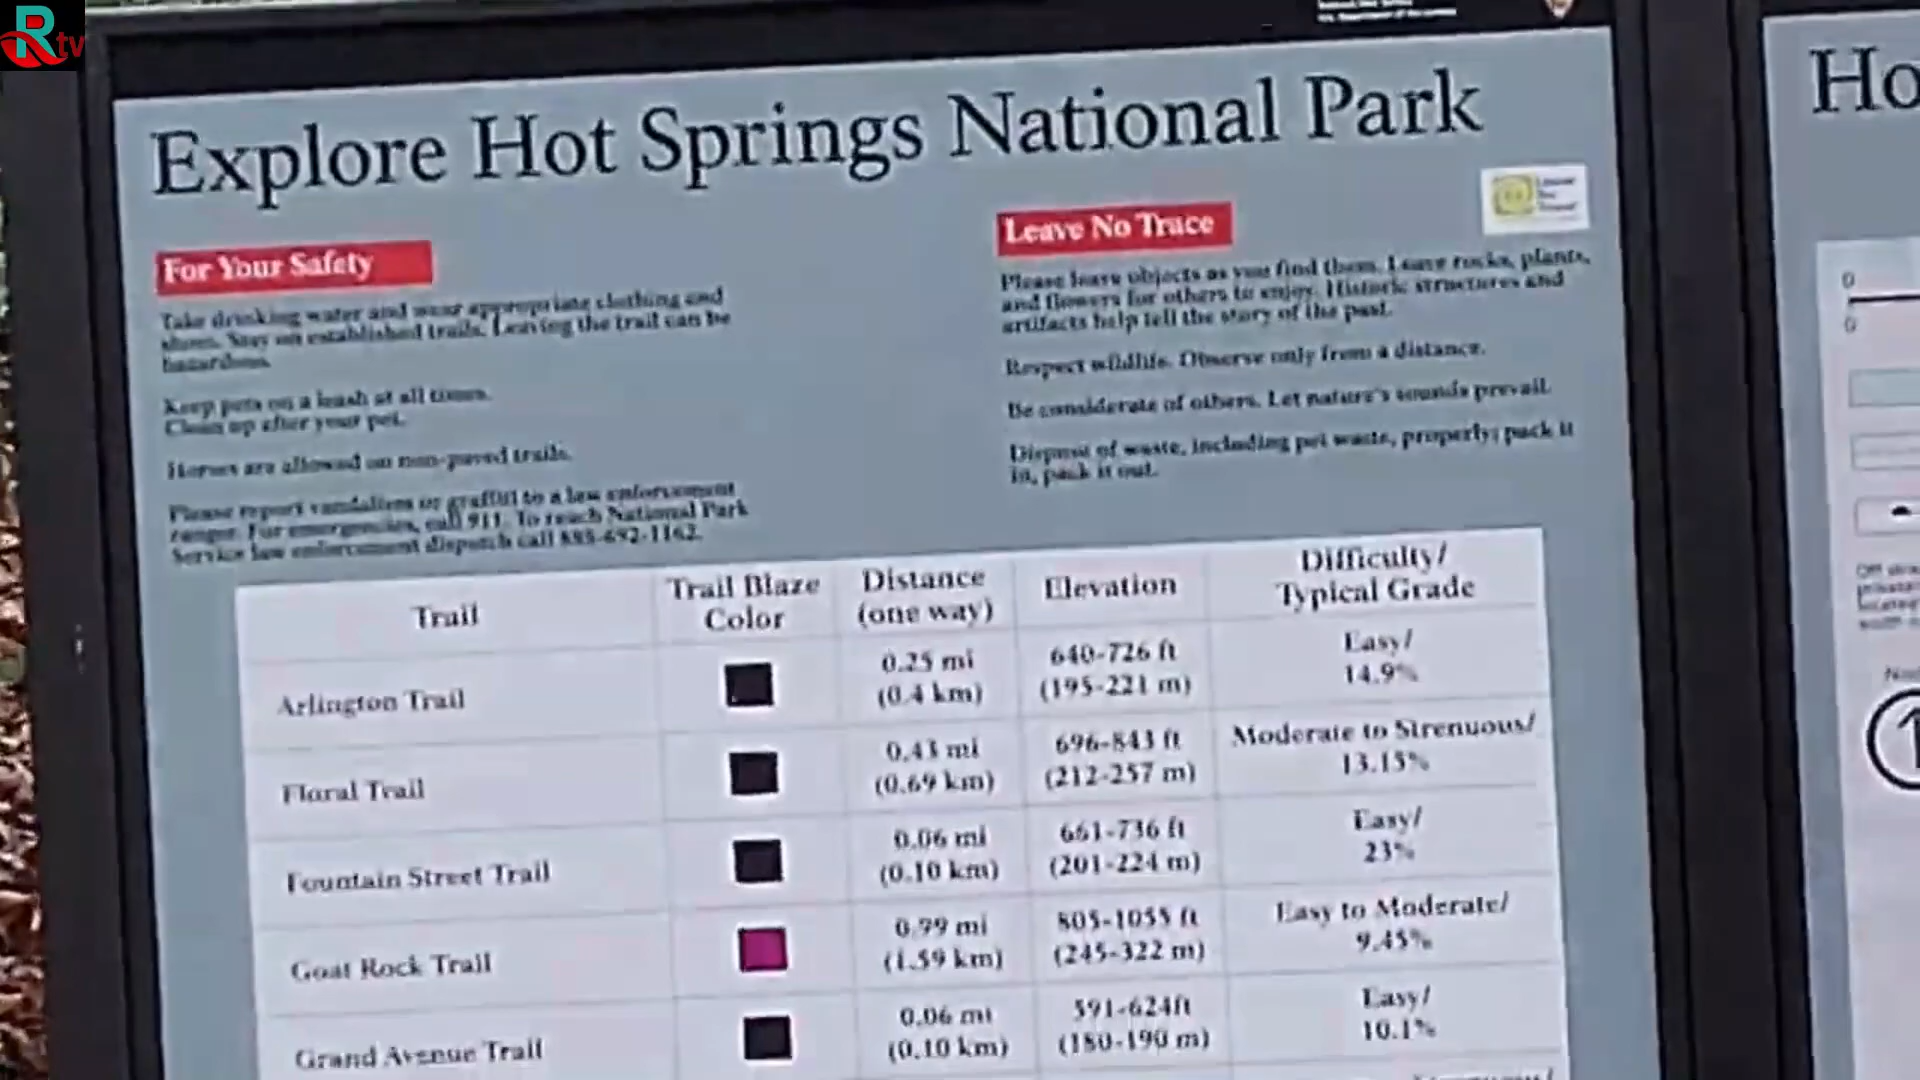 Rtv
Explore Hot Springs National Park
Ho
For Your Safety
Take drinking water and wear appropriate clothing and
shoes. Stay on established trails. Leaving the trail can be
hazardous.
Keep pets on a leash at all times.
Clean up after your pet.
Horses are allowed on non-paved trails.
Please report vandalism or graffiti to a law enforcement
ranger. For emergencies, call 911. To reach National Park
Service law enforcement dispatch call 888-692-1162.
Leave No Trace
Please leave objects as you find them. Leave rocks, plants,
and flowers for others to enjoy. Historic structures and
artifacts help tell the story of the past.
Respect wildlife. Observe only from a distance.
Be considerate of others. Let nature's sounds prevail.
Dispose of waste, including pet waste, properly; pack it
in, pack it out.
Trail
Trail Blaze
Color
Distance
(one way)
Elevation
Difficulty/
Typical Grade
Arlington Trail
0.25 mi
(0.4 km)
640-726 ft
(195-221 m)
Easy/
14.9%
Floral Trail
0.43 mi
(0.69 km)
696-843 ft
(212-257 m)
Moderate to Strenuous/
13.15%
Fountain Street Trail
0.06 mi
(0.10 km)
661-736 ft
(201-224 m)
Easy/
23%
Goat Rock Trail
0.99 mi
(1.59 km)
805-1055 ft
(245-322 m)
Easy to Moderate/
9.45%
Grand Avenue Trail
0.06 mi
(0.10 km)
591-624ft
(180-190 m)
Easy/
10.1%
0
0